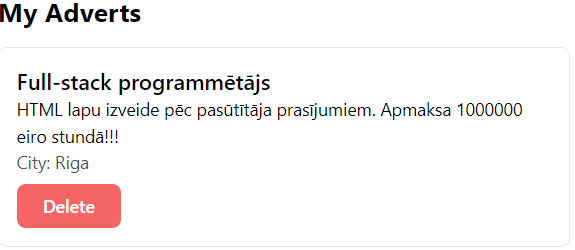 My Adverts
Full-stack programmētājs
HTML lapu izveide pēc pasūtītāja prasījumiem. Apmaksa 1000000
eiro stundā!!!
City: Riga
Delete